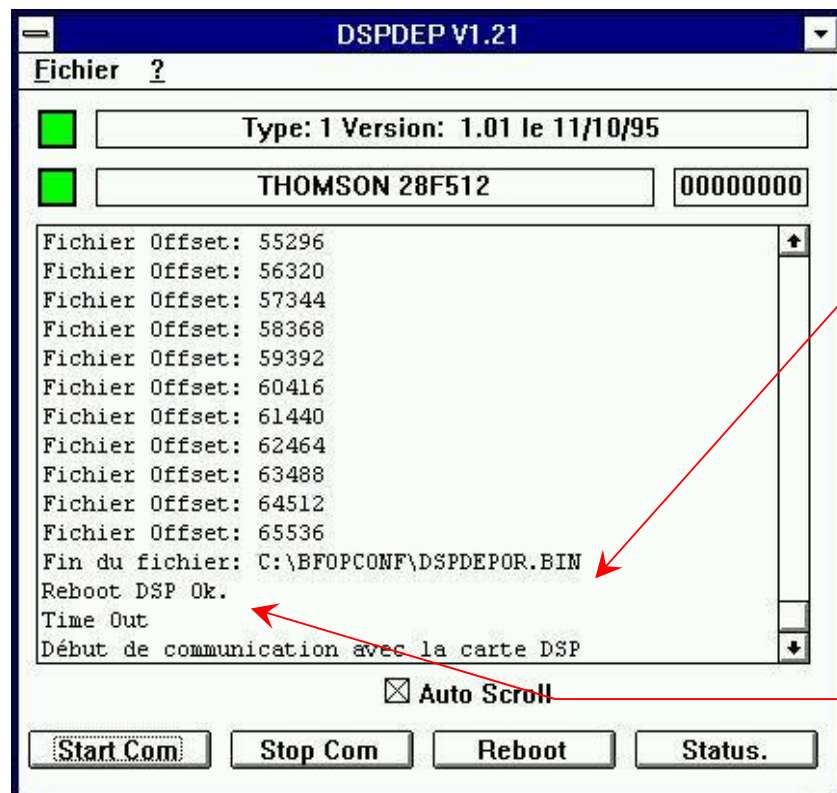 DSPDEP V1.21
Fichier ?
Type: 1 Version: 1.01 le 11/10/95
THOMSON 28F512 00000000
Fichier Offset: 55296
Fichier Offset: 56320
Fichier Offset: 57344
Fichier Offset: 58368
Fichier Offset: 59392
Fichier Offset: 60416
Fichier Offset: 61440
Fichier Offset: 62464
Fichier Offset: 63488
Fichier Offset: 64512
Fichier Offset: 65536
Fin du fichier: C:\BFOPCONF\DSPDEPOR.BIN
Reboot DSP Ok.
Time Out
Début de communication avec la carte DSP
Auto Scroll
Start Com Stop Com Reboot Status.